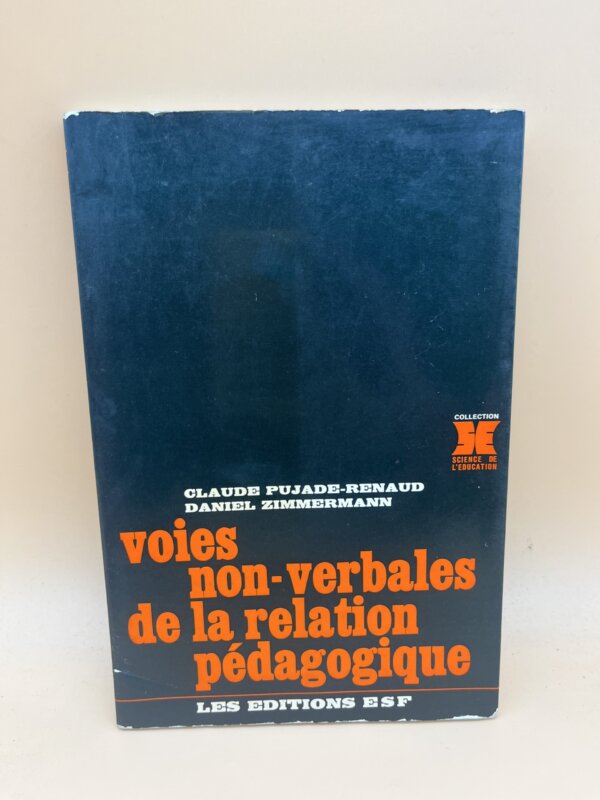 COLLECTION
SE
SCIENCE DE
L'EDUCATION
CLAUDE PUJADE-RENAUD
DANIEL ZIMMERMANN
voies
non-verbales
de la relation
pédagogique
LES EDITIONS ESF